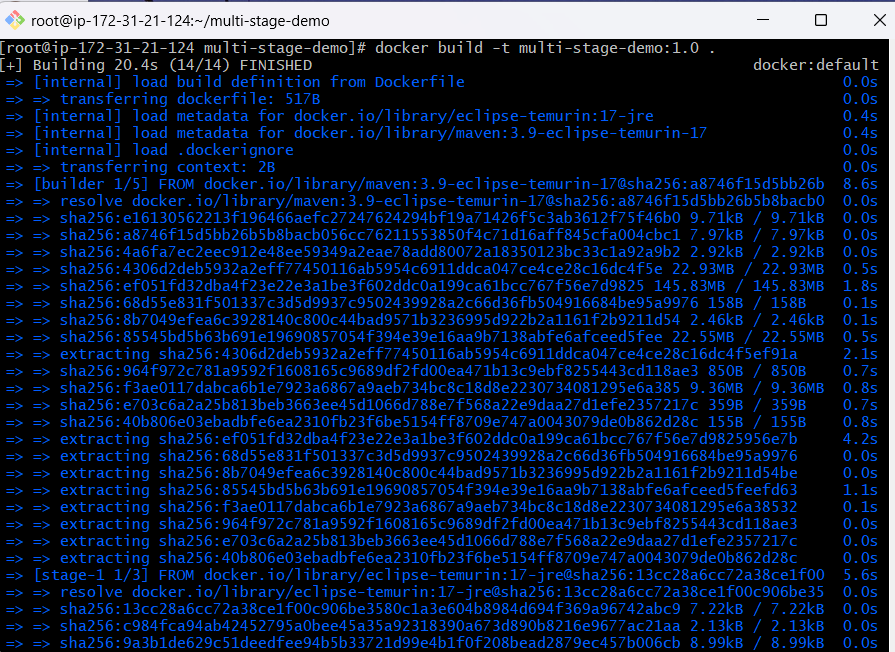 root@ip-172-31-21-124:~/multi-stage-demo
[root@ip-172-31-21-124 multi-stage-demo]# docker build -t multi-stage-demo:1.0 .
[+] Building 20.4s (14/14) FINISHED docker:default
=> [internal] load build definition from Dockerfile 0.0s
=> => transferring dockerfile: 517B 0.0s
=> [internal] load metadata for docker.io/library/eclipse-temurin:17-jre 0.4s
=> [internal] load metadata for docker.io/library/maven:3.9-eclipse-temurin-17 0.4s
=> [internal] load .dockerignore 0.0s
=> => transferring context: 2B 0.0s
=> [builder 1/5] FROM docker.io/library/maven:3.9-eclipse-temurin-17@sha256:a8746f15d5bb26b 8.6s
=> => resolve docker.io/library/maven:3.9-eclipse-temurin-17@sha256:a8746f15d5bb26b5b8bacb0 0.0s
=> => sha256:e16130562213f196466aefc27247624294bf19a71426f5c3ab3612f75f46b0 9.71kB / 9.71kB 0.0s
=> => sha256:a8746f15d5bb26b5b8bacb056cc76211553850f4c71d16aff845cfa004cbc1 7.97kB / 7.97kB 0.0s
=> => sha256:4a6fa7ec2eec912e48ee59349a2eae78add80072a18350123bc33c1a92a9b2 2.92kB / 2.92kB 0.0s
=> => sha256:4306d2deb5932a2eff77450116ab5954c6911ddca047ce4ce28c16dc4f5e 22.93MB / 22.93MB 0.5s
=> => sha256:ef051fd32dba4f23e22e3a1be3f602ddc0a199ca61bcc767f56e7d9825 145.83MB / 145.83MB 1.8s
=> => sha256:68d55e831f501337c3d5d9937c9502439928a2c66d36fb504916684be95a9976 158B / 158B 0.1s
=> => sha256:8b7049efea6c3928140c800c44bad9571b3236995d922b2a1161f2b9211d54 2.46kB / 2.46kB 0.1s
=> => sha256:85545bd5b63b691e19690857054f394e39e16aa9b7138abfe6afceed5fee 22.55MB / 22.55MB 0.5s
=> => extracting sha256:4306d2deb5932a2eff77450116ab5954c6911ddca047ce4ce28c16dc4f5ef91a 2.1s
=> => sha256:964f972c781a9592f1608165c9689df2fd00ea471b13c9ebf8255443cd118ae3 850B / 850B 0.7s
=> => sha256:f3ae0117dabca6b1e7923a6867a9aeb734bc8c18d8e2230734081295e6a385 9.36MB / 9.36MB 0.8s
=> => sha256:e703c6a2a25b813beb3663ee45d1066d788e7f568a22e9daa27d1efe2357217c 359B / 359B 0.7s
=> => sha256:40b806e03ebadbfe6ea2310fb23f6be5154ff8709e747a0043079de0b862d28c 155B / 155B 0.8s
=> => extracting sha256:ef051fd32dba4f23e22e3a1be3f602ddc0a199ca61bcc767f56e7d9825956e7b 4.2s
=> => extracting sha256:68d55e831f501337c3d5d9937c9502439928a2c66d36fb504916684be95a9976 0.0s
=> => extracting sha256:8b7049efea6c3928140c800c44bad9571b3236995d922b2a1161f2b9211d54be 0.0s
=> => extracting sha256:85545bd5b63b691e19690857054f394e39e16aa9b7138abfe6afceed5feefd63 1.1s
=> => extracting sha256:f3ae0117dabca6b1e7923a6867a9aeb734bc8c18d8e2230734081295e6a38532 0.1s
=> => extracting sha256:964f972c781a9592f1608165c9689df2fd00ea471b13c9ebf8255443cd118ae3 0.0s
=> => extracting sha256:e703c6a2a25b813beb3663ee45d1066d788e7f568a22e9daa27d1efe2357217c 0.0s
=> => extracting sha256:40b806e03ebadbfe6ea2310fb23f6be5154ff8709e747a0043079de0b862d28c 0.0s
=> [stage-1 1/3] FROM docker.io/library/eclipse-temurin:17-jre@sha256:13cc28a6cc72a38ce1f00 5.6s
=> => resolve docker.io/library/eclipse-temurin:17-jre@sha256:13cc28a6cc72a38ce1f00c906be35 0.0s
=> => sha256:13cc28a6cc72a38ce1f00c906be3580c1a3e604b8984d694f369a96742abc9 7.22kB / 7.22kB 0.0s
=> => sha256:c984fca94ab42452795a0bee45a35a92318390a673d890b8216e9677ac21aa 2.13kB / 2.13kB 0.0s
=> => sha256:9a3b1de629c51deedfee94b5b33721d99e4b1f0f208bead2879ec457b006cb 8.99kB / 8.99kB 0.0s